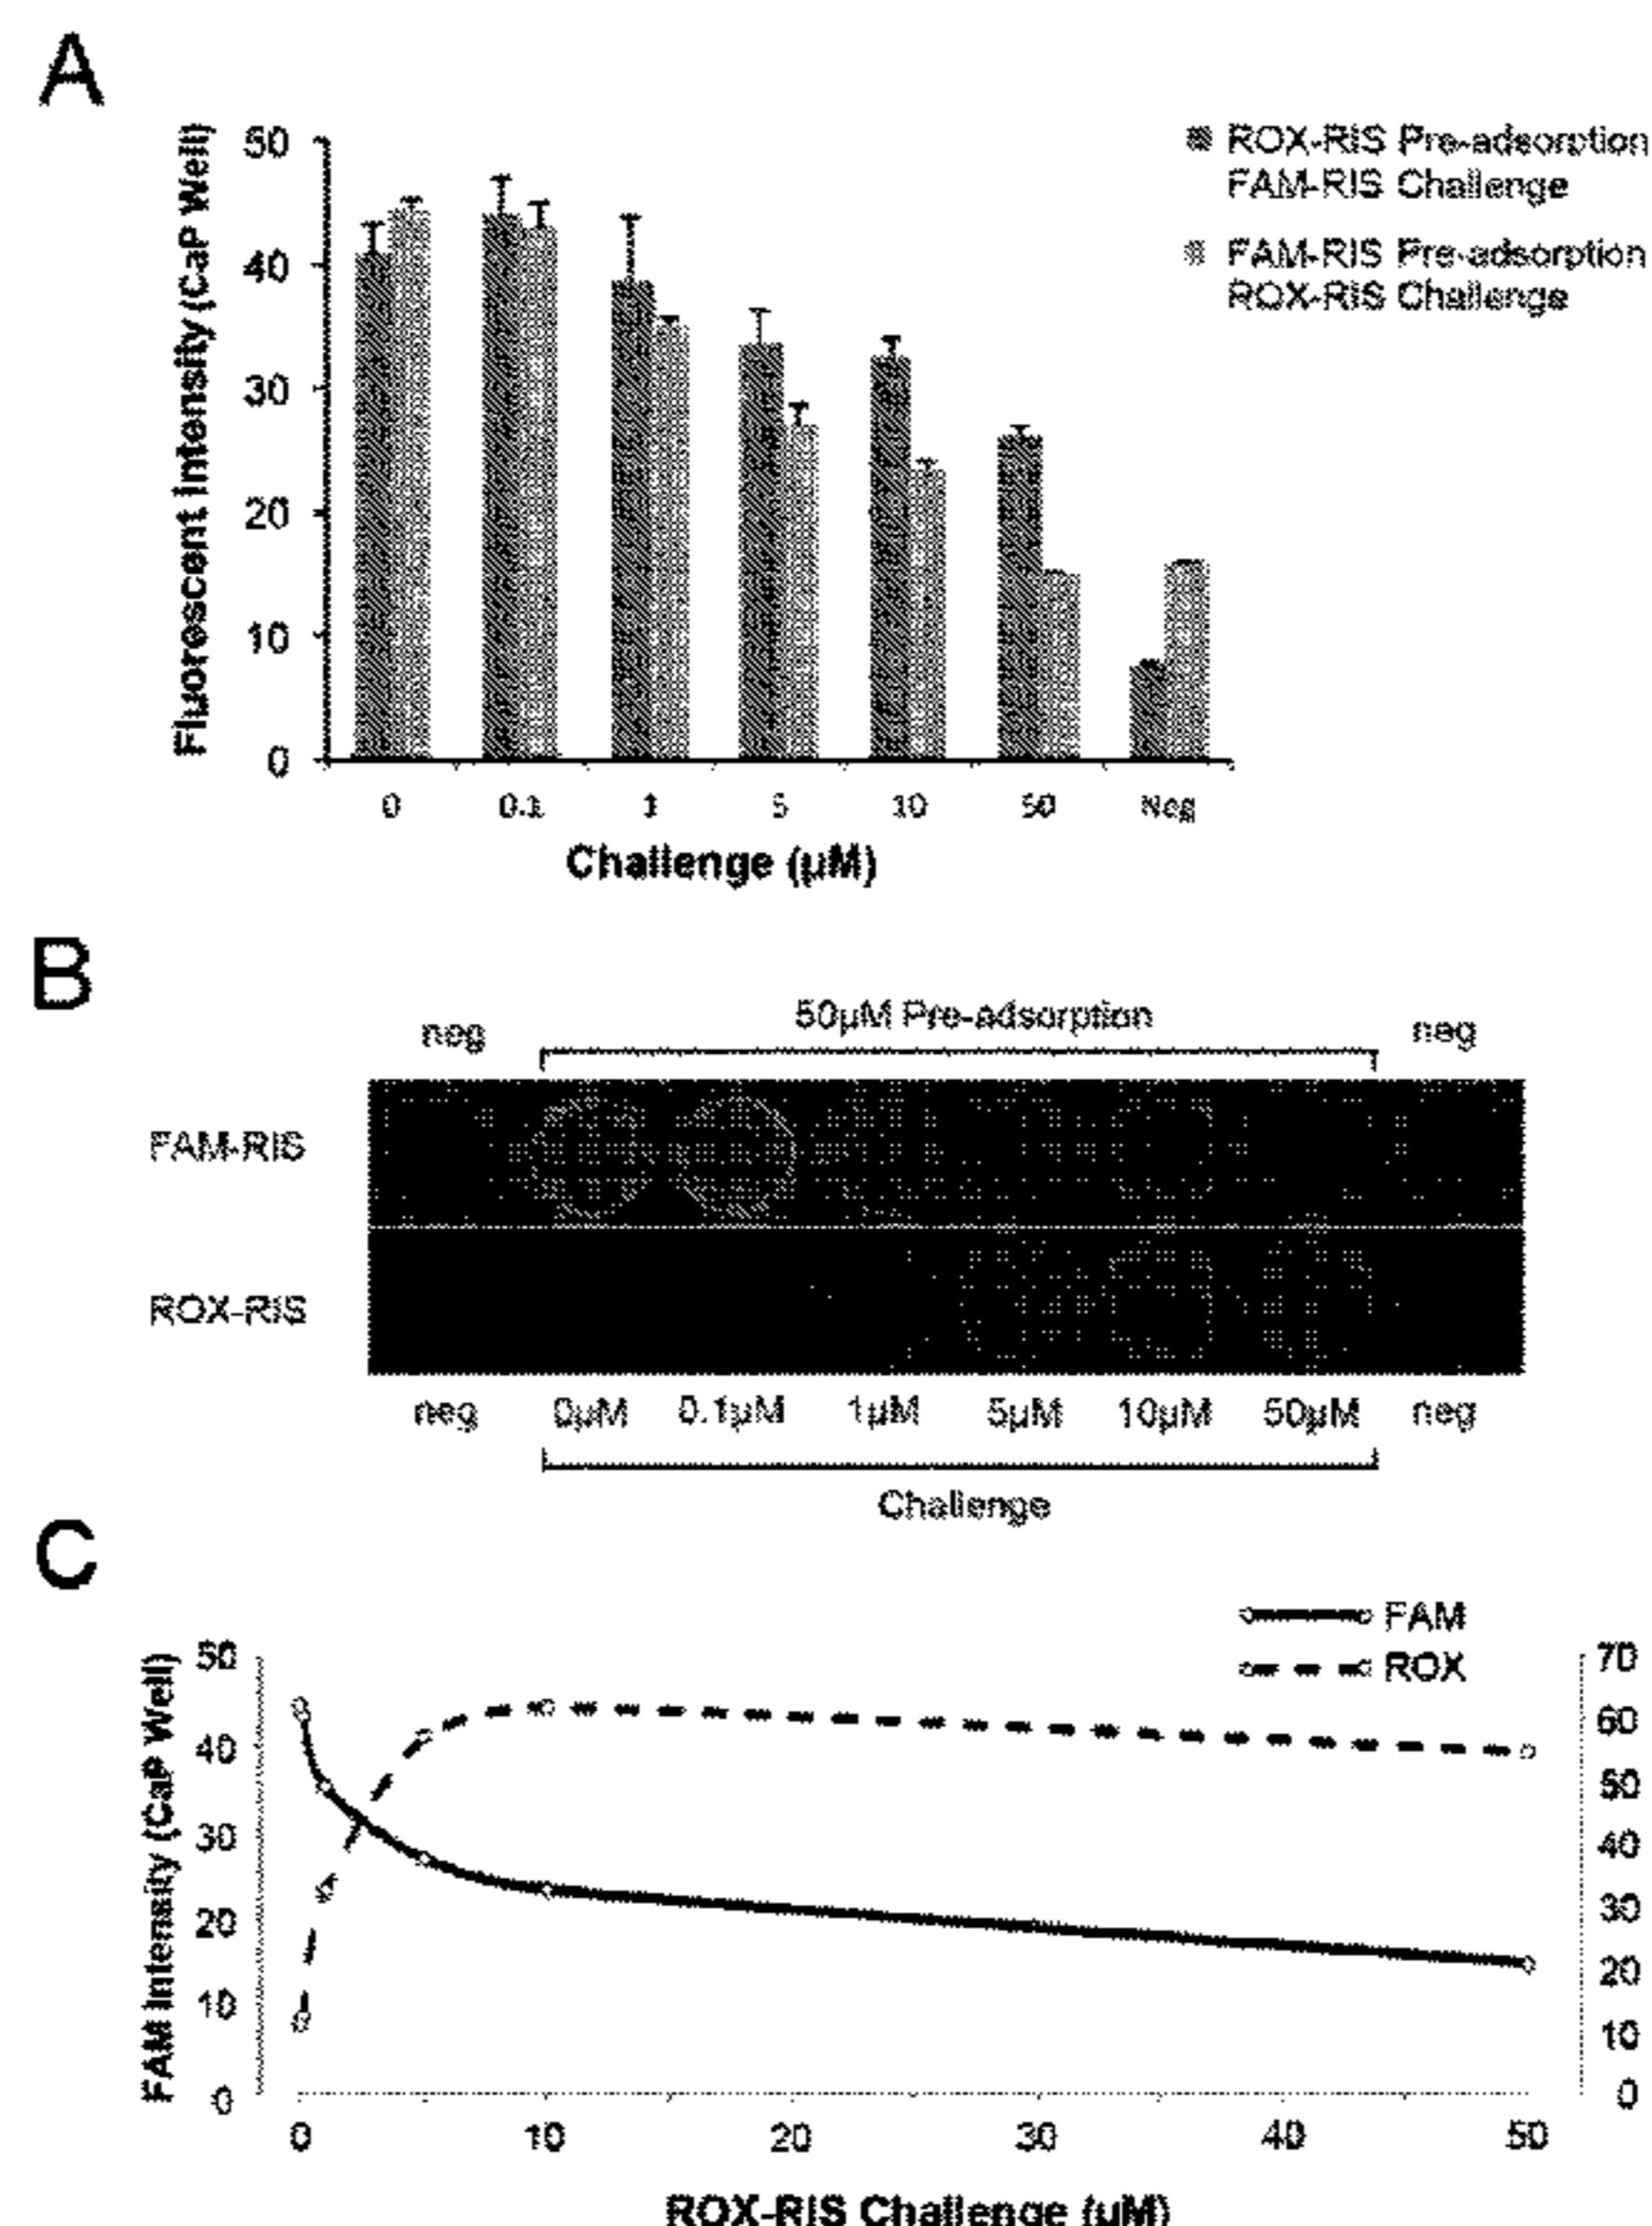 A
Fluorescent Intensity (CaP Well)
50
40
30
20
10
0
ROX-RIS Pre-adsorption
FAM-RIS Challenge
FAM-RIS Pre-adsorption
ROX-RIS Challenge
0 0.1 1 5 10 50 Neg
Challenge (µM)
B
neg 50µM Pre-adsorption neg
FAM-RIS
ROX-RIS
neg 0µM 0.1µM 1µM 5µM 10µM 50µM neg
Challenge
C
FAM Intensity (CaP Well)
FAM
ROX
50
40
30
20
10
0
70
60
50
40
30
20
10
0
0 10 20 30 40 50
ROX-RIS Challenge (µM)